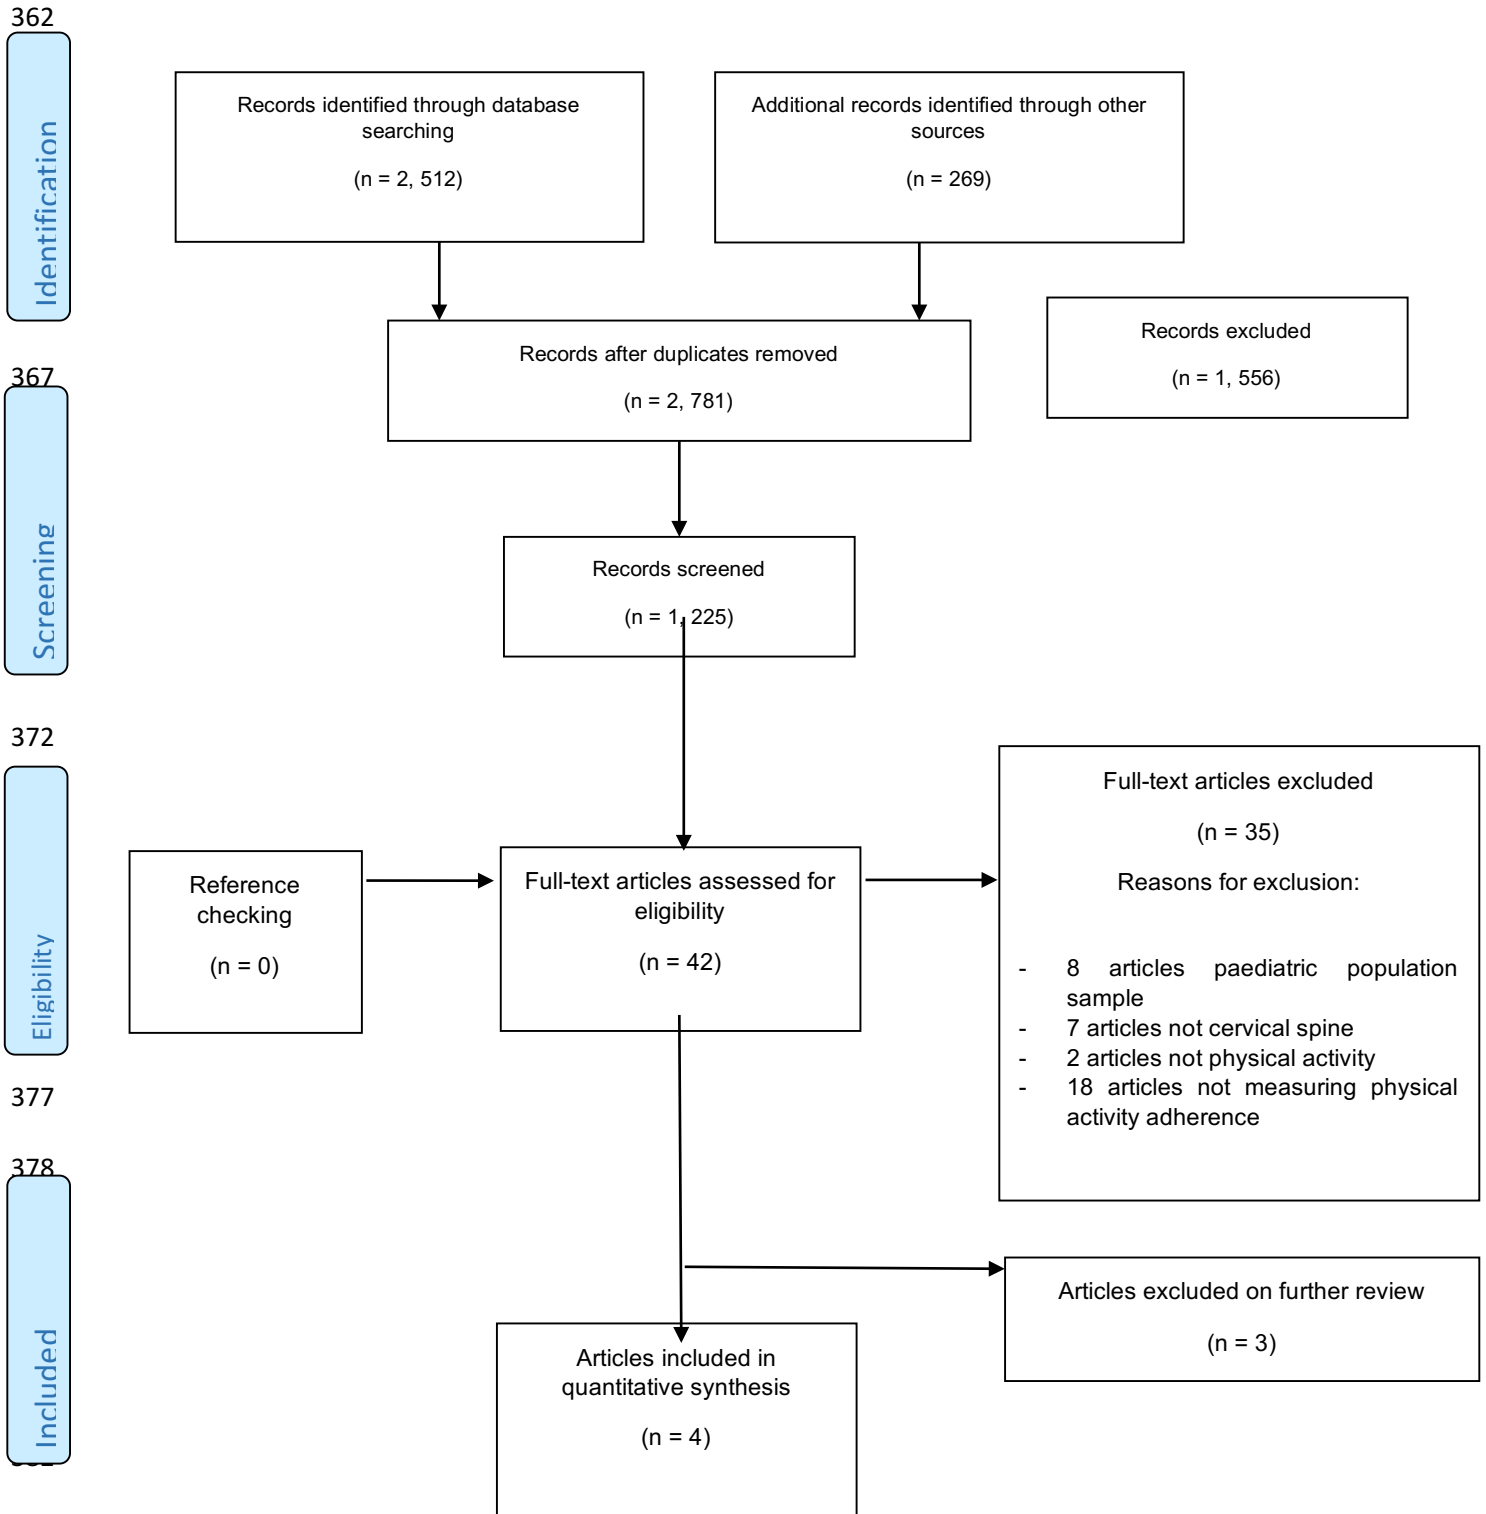 362
Identification
Records identified through database
searching
(n = 2, 512)
Additional records identified through other
sources
(n = 269)
Records after duplicates removed
(n = 2, 781)
Records excluded
(n = 1, 556)
367
Screening
Records screened
(n = 1, 225)
372
Eligibility
Reference
checking
(n = 0)
Full-text articles assessed for
eligibility
(n = 42)
Full-text articles excluded
(n = 35)
Reasons for exclusion:
- 8 articles paediatric population
sample
- 7 articles not cervical spine
- 2 articles not physical activity
- 18 articles not measuring physical
activity adherence
377
378
Included
Articles excluded on further review
(n = 3)
Articles included in
quantitative synthesis
(n = 4)